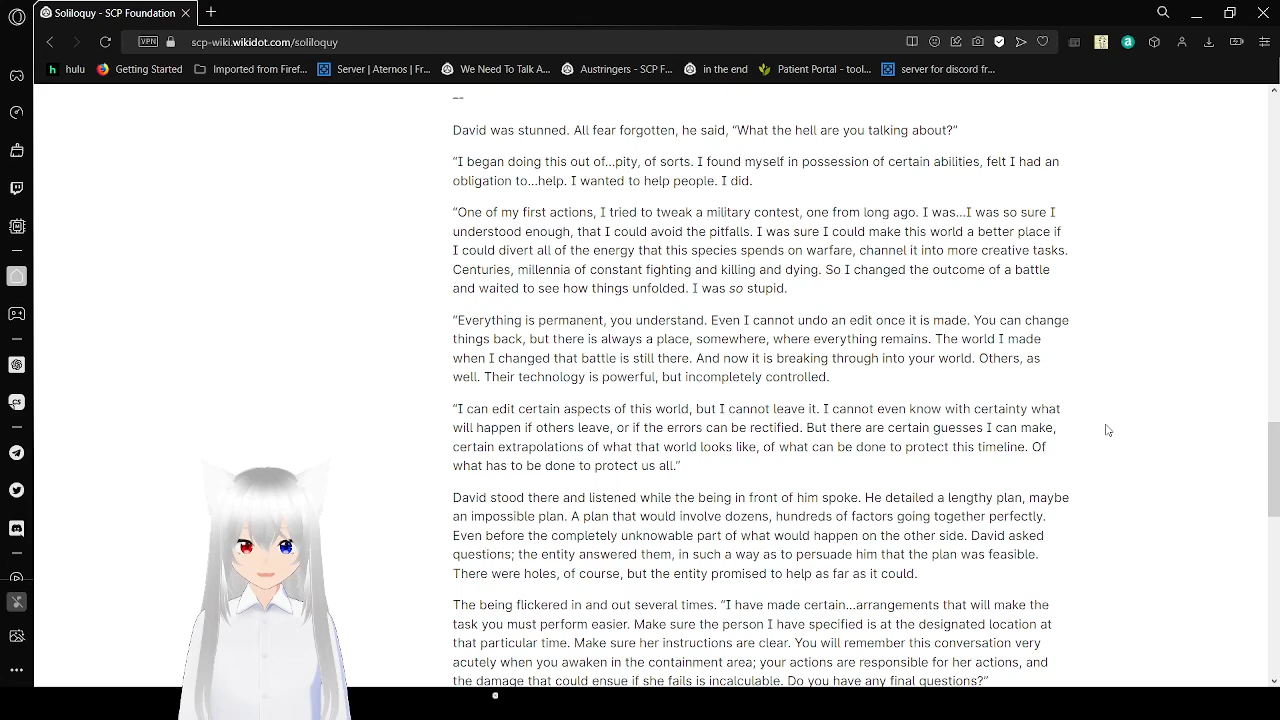 Soliloquy - SCP Foundation
VPN
scp-wiki.wikidot.com/soliloquy
hulu
Getting Started
Imported from Firef...
Server | Aternos | Fr...
We Need To Talk A...
Austringers - SCP F...
in the end
Patient Portal - tool...
server for discord fr...
—
David was stunned. All fear forgotten, he said, “What the hell are you talking about?”
“I began doing this out of…pity, of sorts. I found myself in possession of certain abilities, felt I had an
obligation to…help. I wanted to help people. I did.
“One of my first actions, I tried to tweak a military contest, one from long ago. I was…I was so sure I
understood enough, that I could avoid the pitfalls. I was sure I could make this world a better place if
I could divert all of the energy that this species spends on warfare, channel it into more creative tasks.
Centuries, millennia of constant fighting and killing and dying. So I changed the outcome of a battle
and waited to see how things unfolded. I was so stupid.
“Everything is permanent, you understand. Even I cannot undo an edit once it is made. You can change
things back, but there is always a place, somewhere, where everything remains. The world I made
when I changed that battle is still there. And now it is breaking through into your world. Others, as
well. Their technology is powerful, but incompletely controlled.
“I can edit certain aspects of this world, but I cannot leave it. I cannot even know with certainty what
will happen if others leave, or if the errors can be rectified. But there are certain guesses I can make,
certain extrapolations of what that world looks like, of what can be done to protect this timeline. Of
what has to be done to protect us all.”
David stood there and listened while the being in front of him spoke. He detailed a lengthy plan, maybe
an impossible plan. A plan that would involve dozens, hundreds of factors going together perfectly.
Even before the completely unknowable part of what would happen on the other side. David asked
questions, the entity answered them, in such a way as to persuade him that the plan was feasible.
There were holes, of course, but the entity promised to help as far as it could.
The being flickered in and out several times. “I have made certain…arrangements that will make the
task you must perform easier. Make sure the person I have specified is at the designated location at
that particular time. Make sure her instructions are clear. You will remember this conversation very
acutely when you awaken in the containment area; your actions are responsible for her actions, and
the damage that could ensue if she fails is incalculable. Do you have any final questions?”